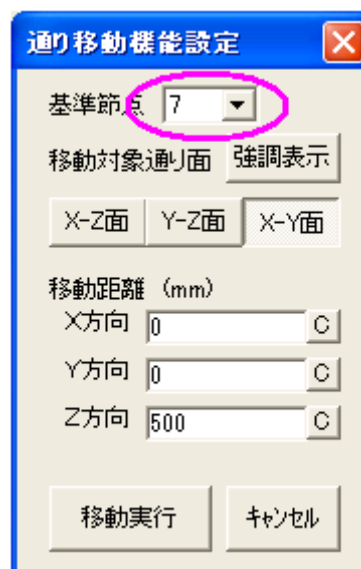 通り移動機能設定
基準節点 7
移動対象通り面 強調表示
X-Z面 Y-Z面 X-Y面
移動距離 (mm)
X方向 0 C
Y方向 0 C
Z方向 500 C
移動実行 キャンセル